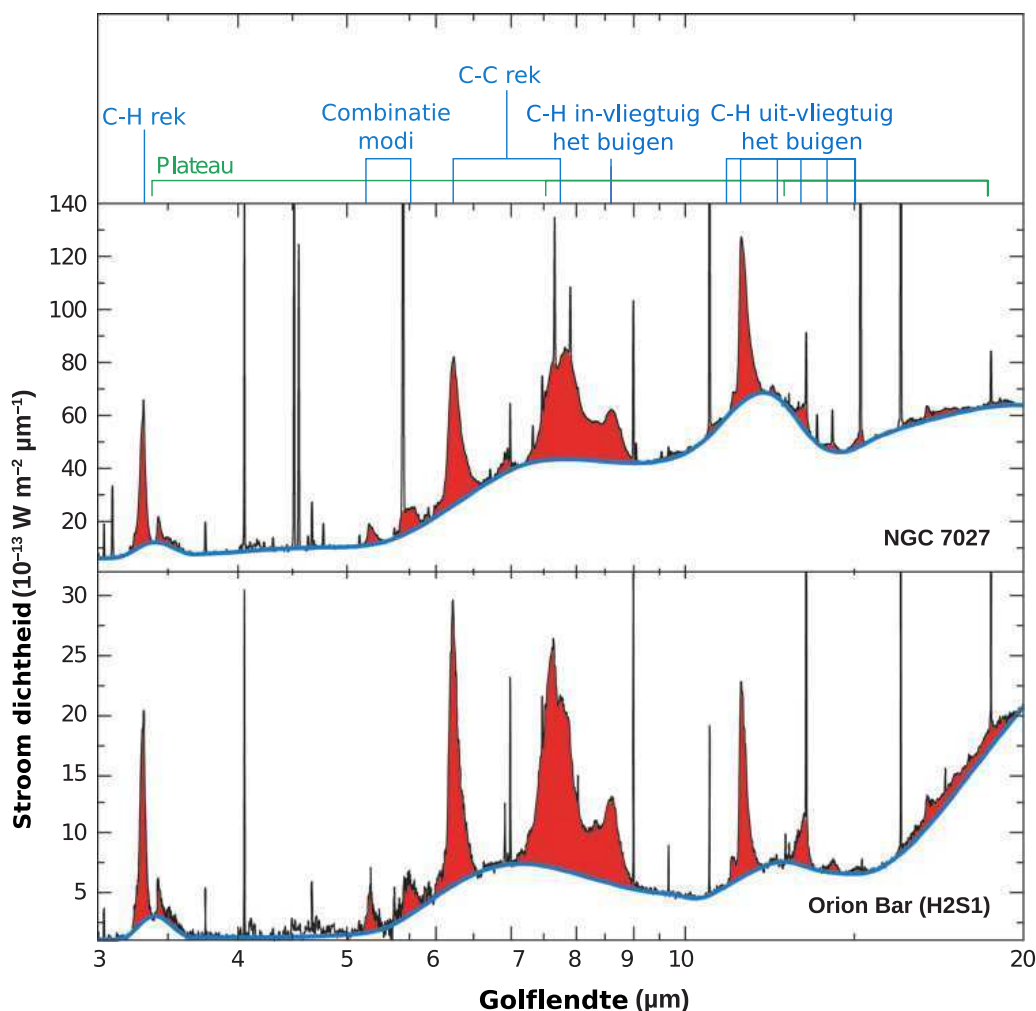 C-C rek
C-H rek
Combinatie
modi
C-H in-vliegtuig
het buigen
C-H uit-vliegtuig
het buigen
Plateau
140
120
100
80
60
40
20
NGC 7027
30
25
20
15
10
5
Orion Bar (H2S1)
Stroom dichtheid (10⁻¹³ W m⁻² µm⁻¹)
3 4 5 6 7 8 9 10 20
Golflendte (µm)